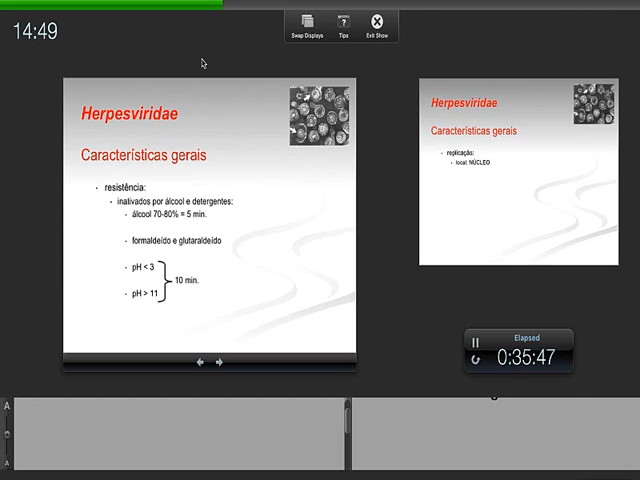 14:49
Swap Displays
Tips
Exit Show
Herpesviridae
Características gerais
• resistência:
• inativados por álcool e detergentes:
• álcool 70-80% = 5 min.
• formaldeído e glutaraldeído
• pH < 3
10 min.
• pH > 11
Herpesviridae
Características gerais
• replicação:
• local: NÚCLEO
Elapsed
0:35:47
A
A